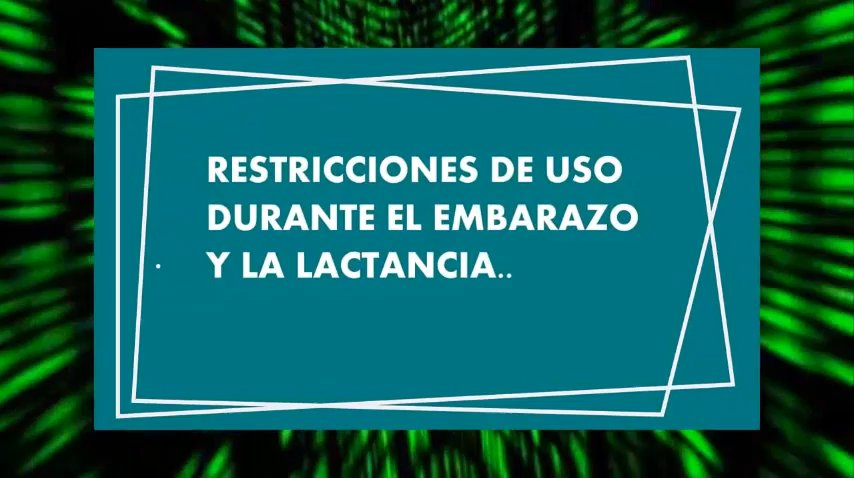 RESTRICCIONES DE USO
DURANTE EL EMBARAZO
Y LA LACTANCIA..